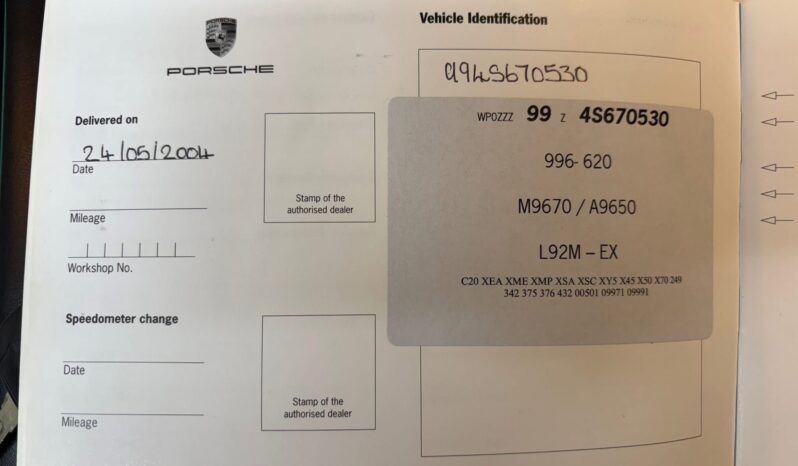 PORSCHE
Delivered on
24/05/2004
Date
Mileage
Workshop No.
Stamp of the
authorised dealer
Speedometer change
Date
Mileage
Stamp of the
authorised dealer
Vehicle Identification
994S670530
WPOZZZ 99 Z 4S670530
996-620
M9670 / A9650
L92M – EX
C20 XEA XME XMP XSA XSC XY5 X45 X50 X70 249
342 375 376 432 00501 09971 09991